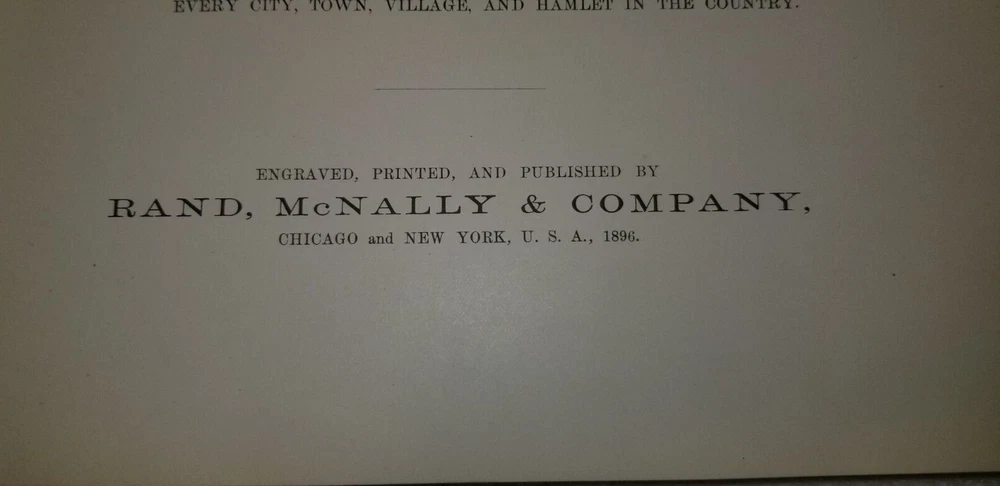 EVERY CITY, TOWN, VILLAGE, AND HAMLET IN THE COUNTRY.
ENGRAVED, PRINTED, AND PUBLISHED BY
RAND, McNALLY & COMPANY,
CHICAGO and NEW YORK, U. S. A., 1896.